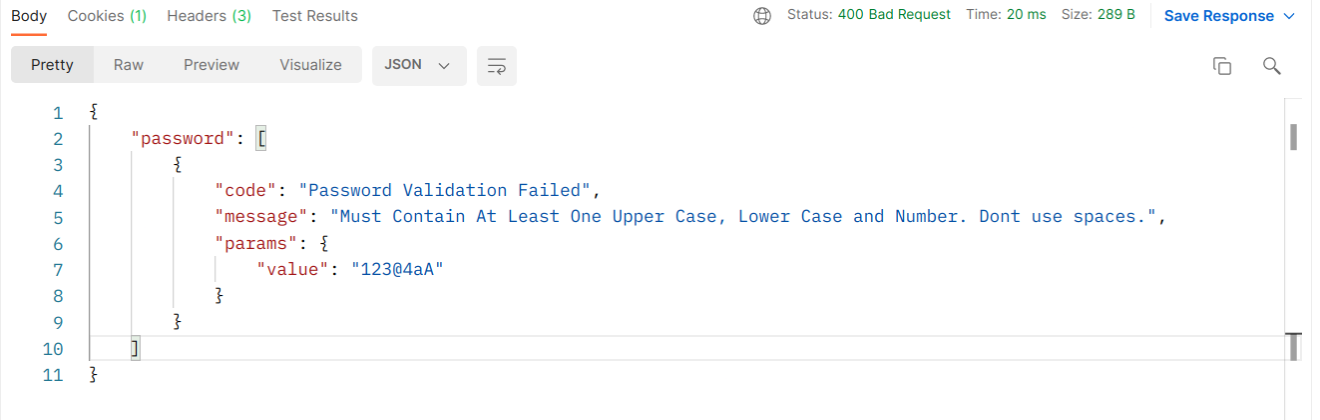 Body Cookies (1) Headers (3) Test Results Status: 400 Bad Request Time: 20 ms Size: 289 B Save Response
Pretty Raw Preview Visualize JSON
1 {
2 "password": [
3 {
4 "code": "Password Validation Failed",
5 "message": "Must Contain At Least One Upper Case, Lower Case and Number. Dont use spaces.",
6 "params": {
7 "value": "123@4aA"
8 }
9 }
10 ]
11 }